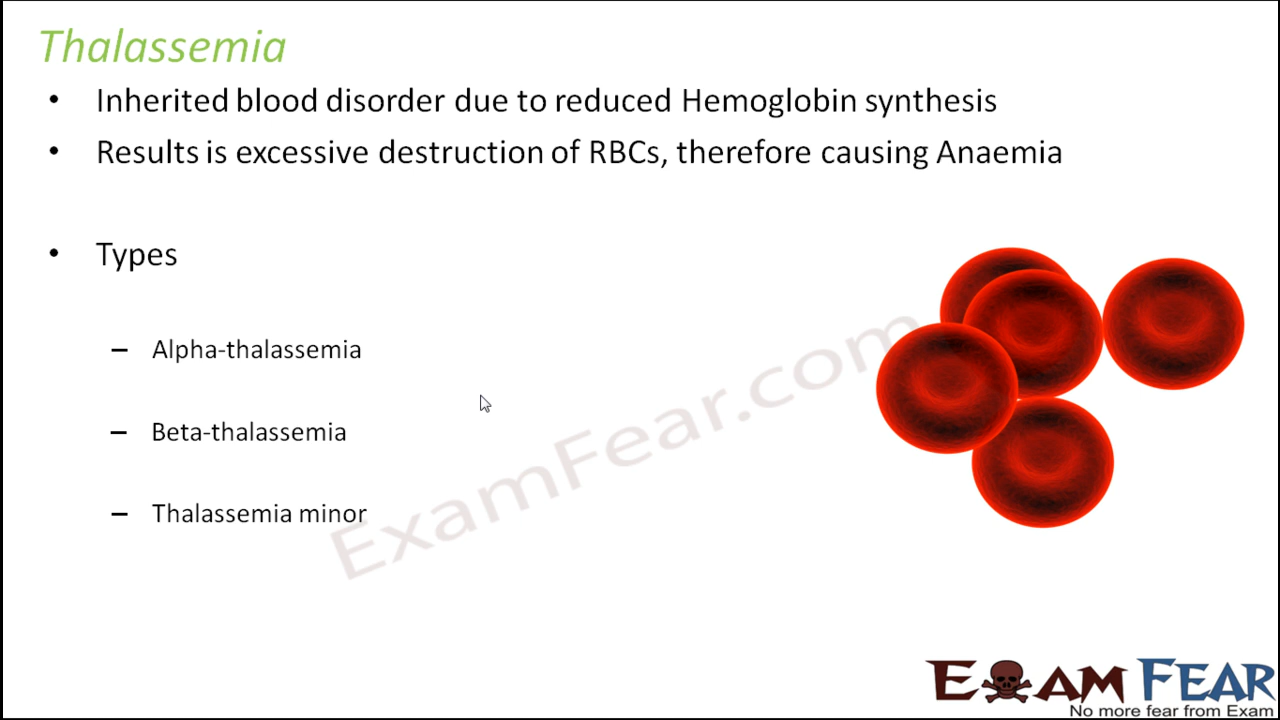 Thalassemia
• Inherited blood disorder due to reduced Hemoglobin synthesis
• Results is excessive destruction of RBCs, therefore causing Anaemia
• Types
– Alpha-thalassemia
– Beta-thalassemia
– Thalassemia minor
ExamFear.com
EXAM FEAR
No more fear from Exam